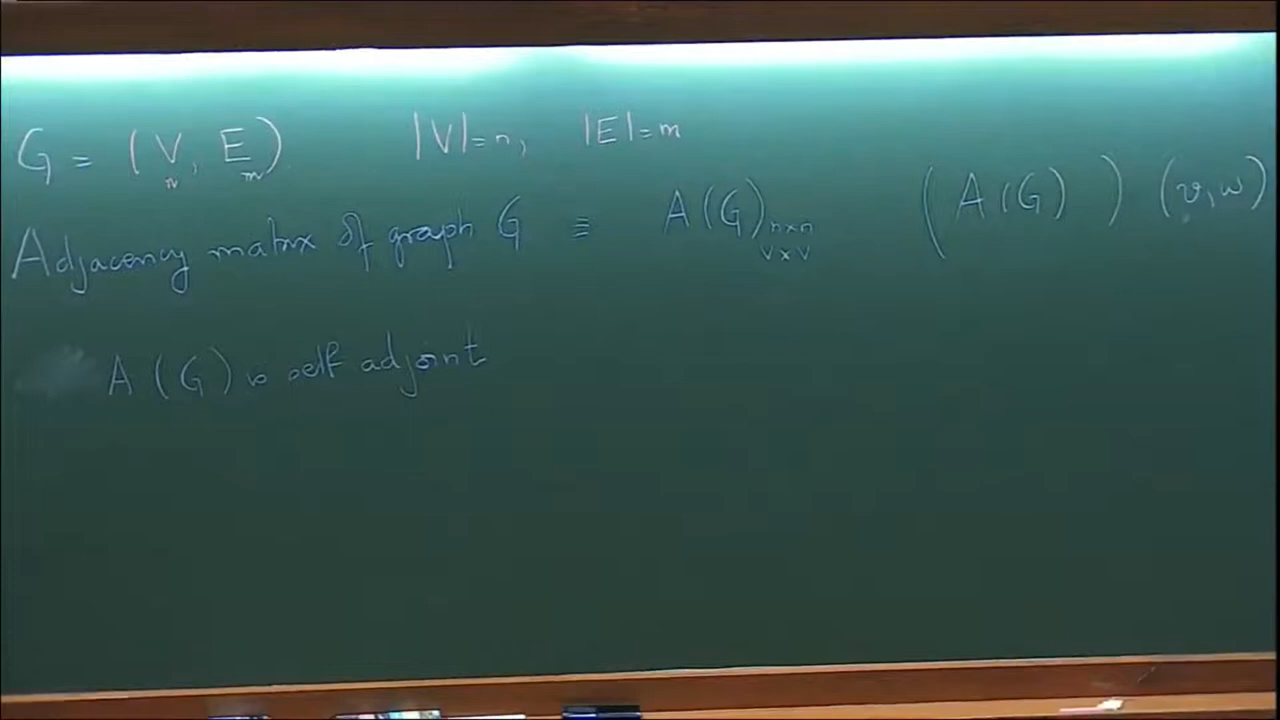 G = (V, E) |V|=n, |E|=m
n m
Adjacency matrix of graph G ≡ A(G) n×n (A(G)) (v,w)
V×V
A(G) is self adjoint